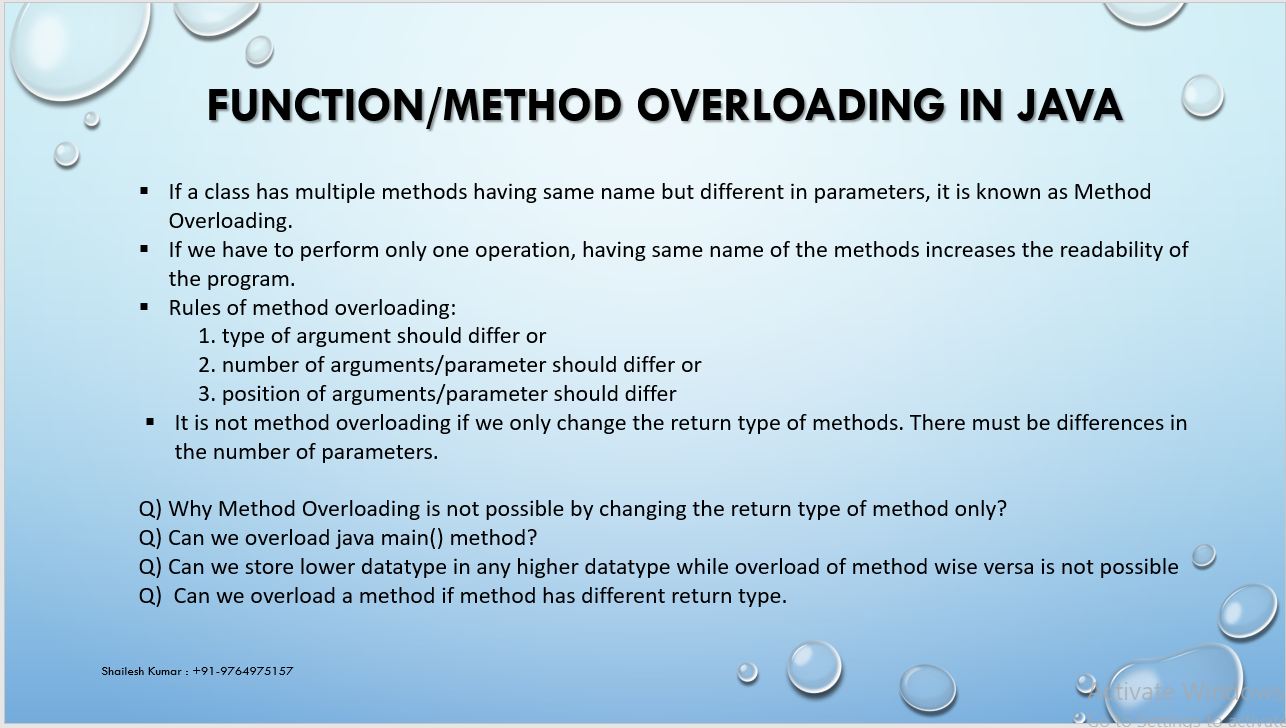 FUNCTION/METHOD OVERLOADING IN JAVA
▪ If a class has multiple methods having same name but different in parameters, it is known as Method
Overloading.
▪ If we have to perform only one operation, having same name of the methods increases the readability of
the program.
▪ Rules of method overloading:
1. type of argument should differ or
2. number of arguments/parameter should differ or
3. position of arguments/parameter should differ
▪ It is not method overloading if we only change the return type of methods. There must be differences in
the number of parameters.
Q) Why Method Overloading is not possible by changing the return type of method only?
Q) Can we overload java main() method?
Q) Can we store lower datatype in any higher datatype while overload of method wise versa is not possible
Q) Can we overload a method if method has different return type.
Shailesh Kumar : +91-9764975157
Activate Windows
Go to Settings to activate